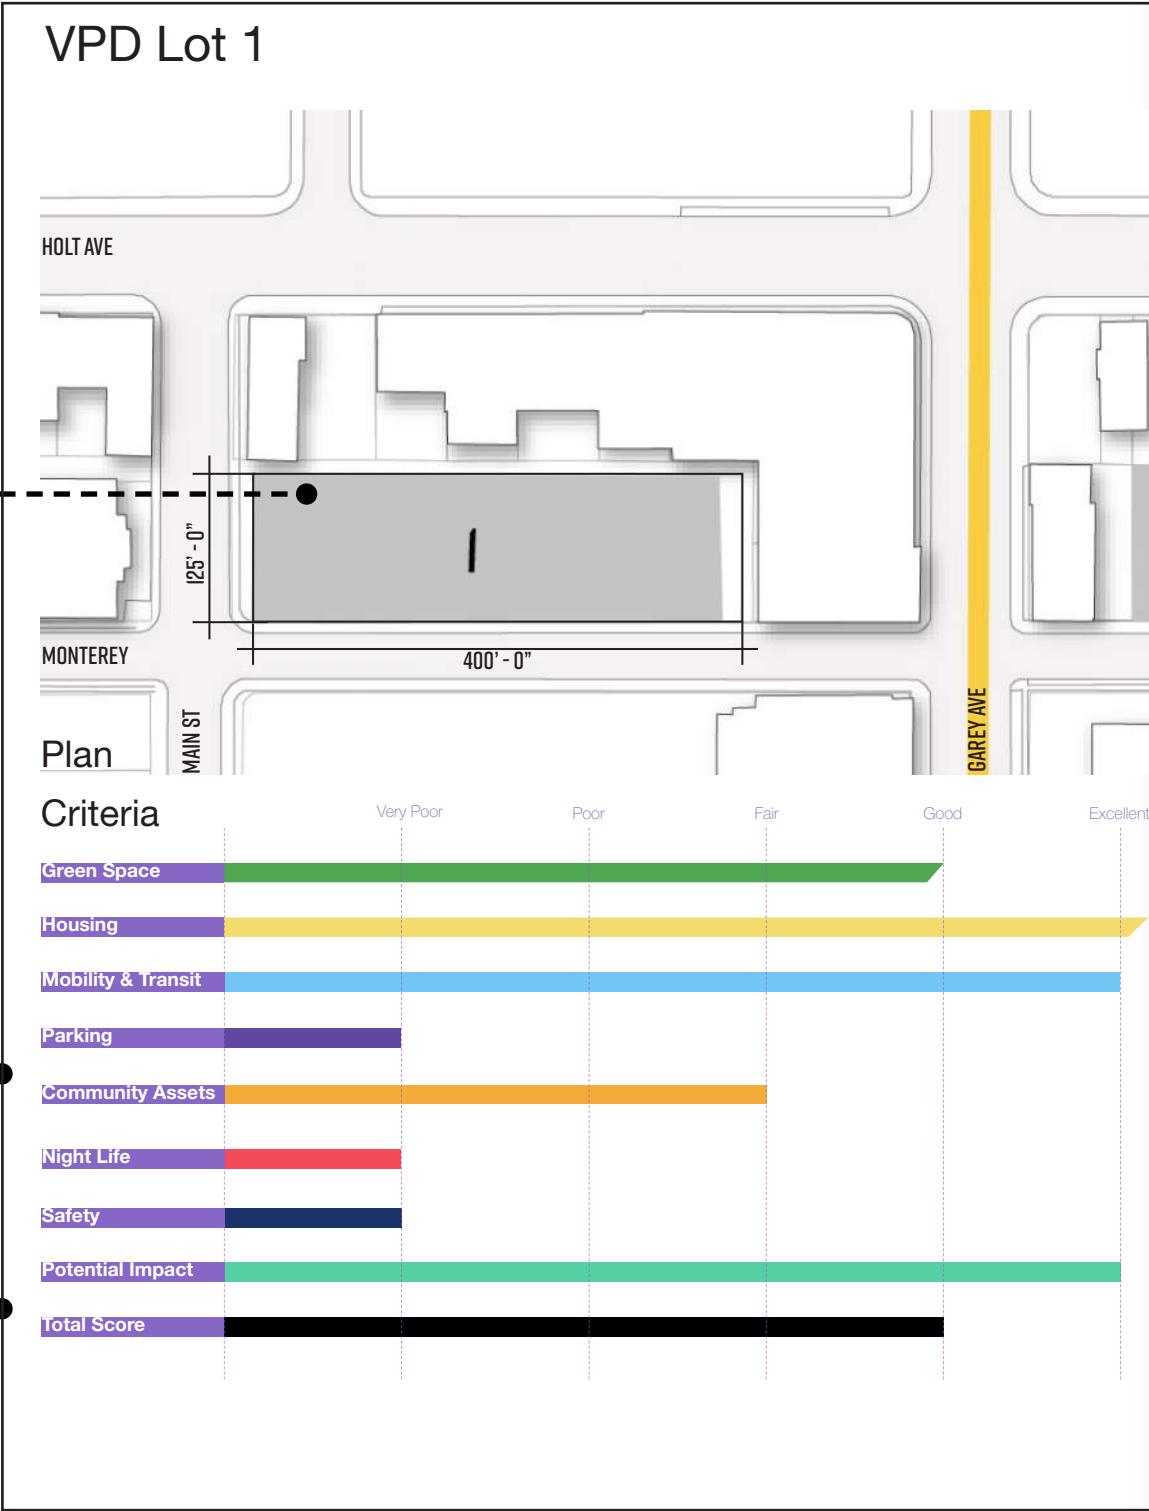 VPD Lot 1
HOLT AVE
125' - 0"
1
MONTEREY
400' - 0"
MAIN ST
GAREY AVE
Plan
Criteria
Very Poor
Poor
Fair
Good
Excellent
Green Space
Housing
Mobility & Transit
Parking
Community Assets
Night Life
Safety
Potential Impact
Total Score